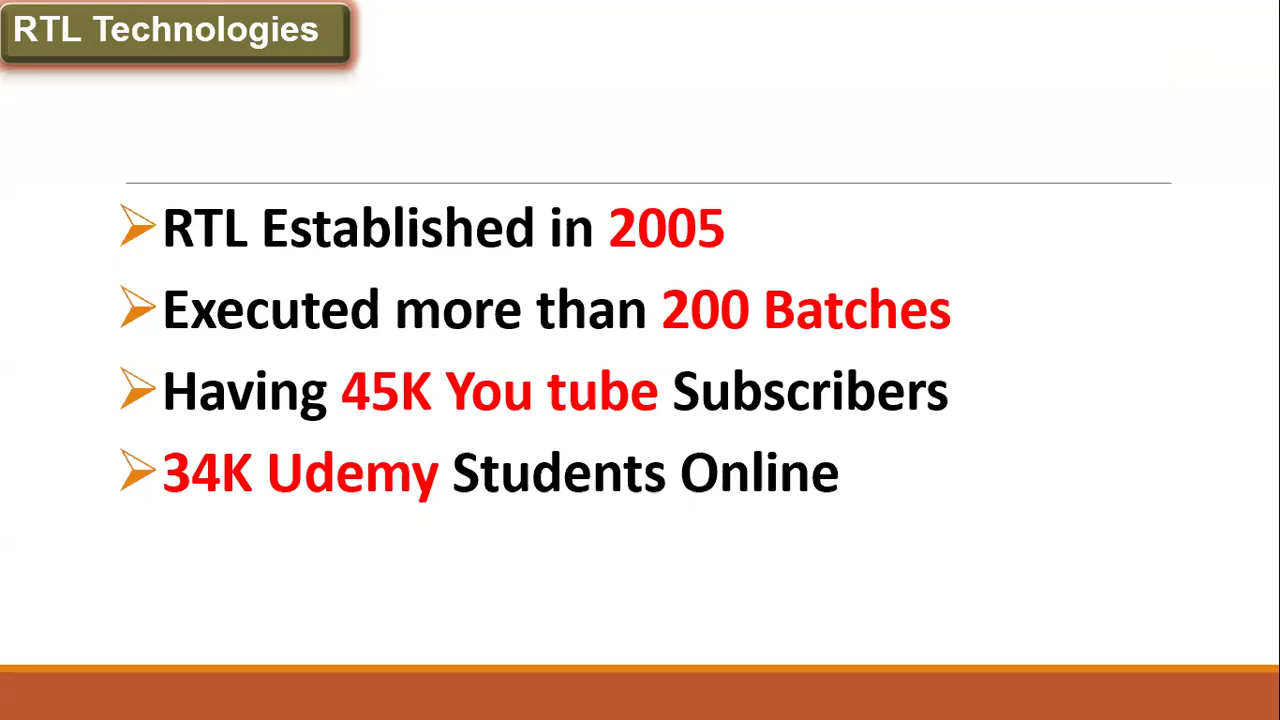 RTL Technologies
RTL Established in 2005
Executed more than 200 Batches
Having 45K You tube Subscribers
34K Udemy Students Online